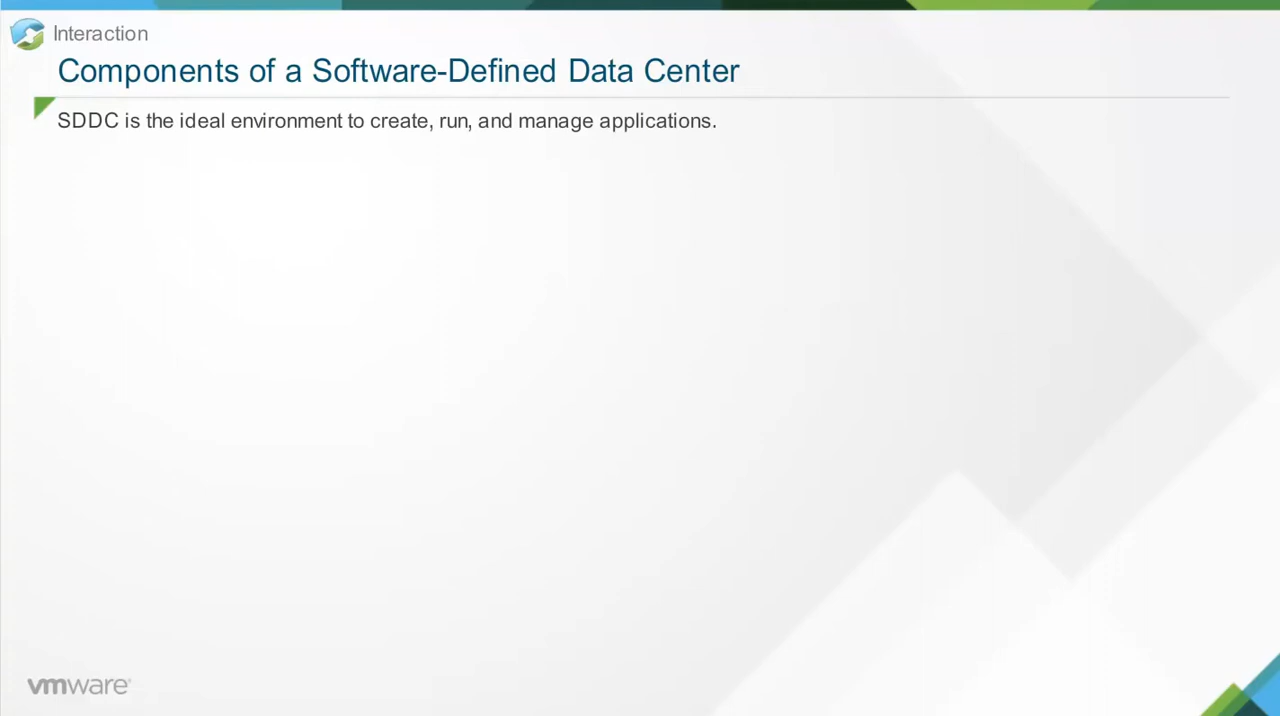 Interaction
Components of a Software-Defined Data Center
SDDC is the ideal environment to create, run, and manage applications.
vmware